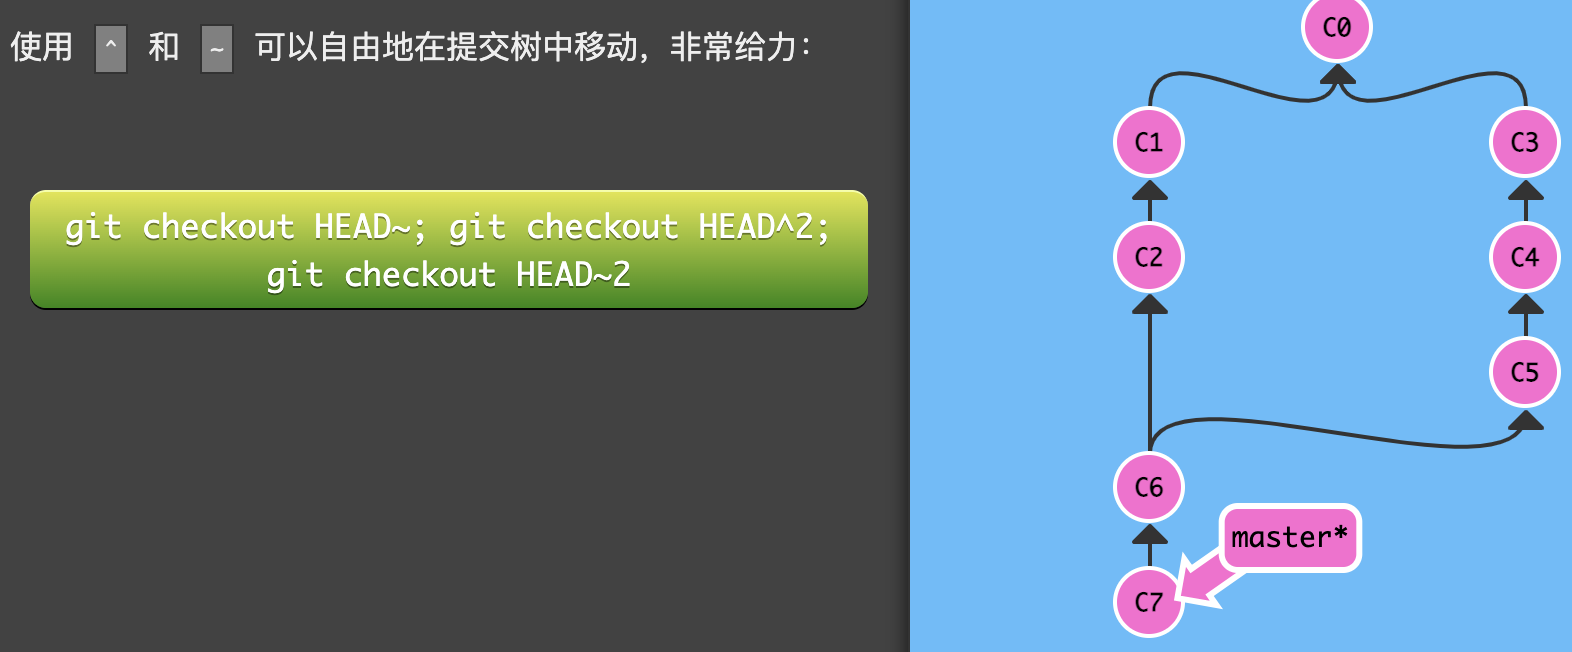 使用 ^ 和 ~ 可以自由地在提交树中移动，非常给力：
git checkout HEAD~; git checkout HEAD^2;
git checkout HEAD~2
C0
C1
C3
C2
C4
C5
C6
master*
C7